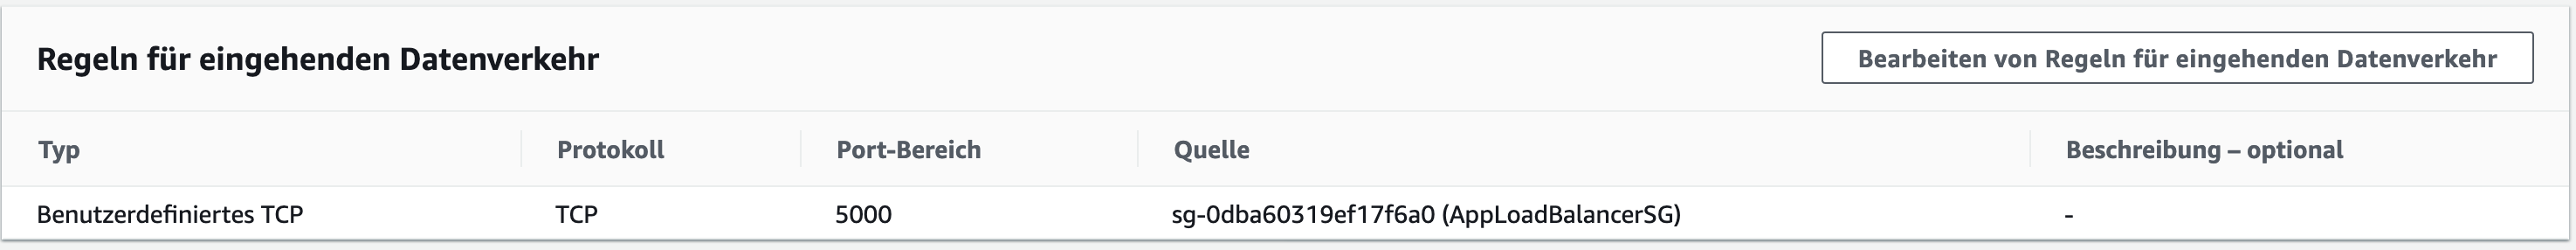 Regeln für eingehenden Datenverkehr
Bearbeiten von Regeln für eingehenden Datenverkehr
Typ Protokoll Port-Bereich Quelle Beschreibung – optional
Benutzerdefiniertes TCP TCP 5000 sg-0dba60319ef17f6a0 (AppLoadBalancerSG) -